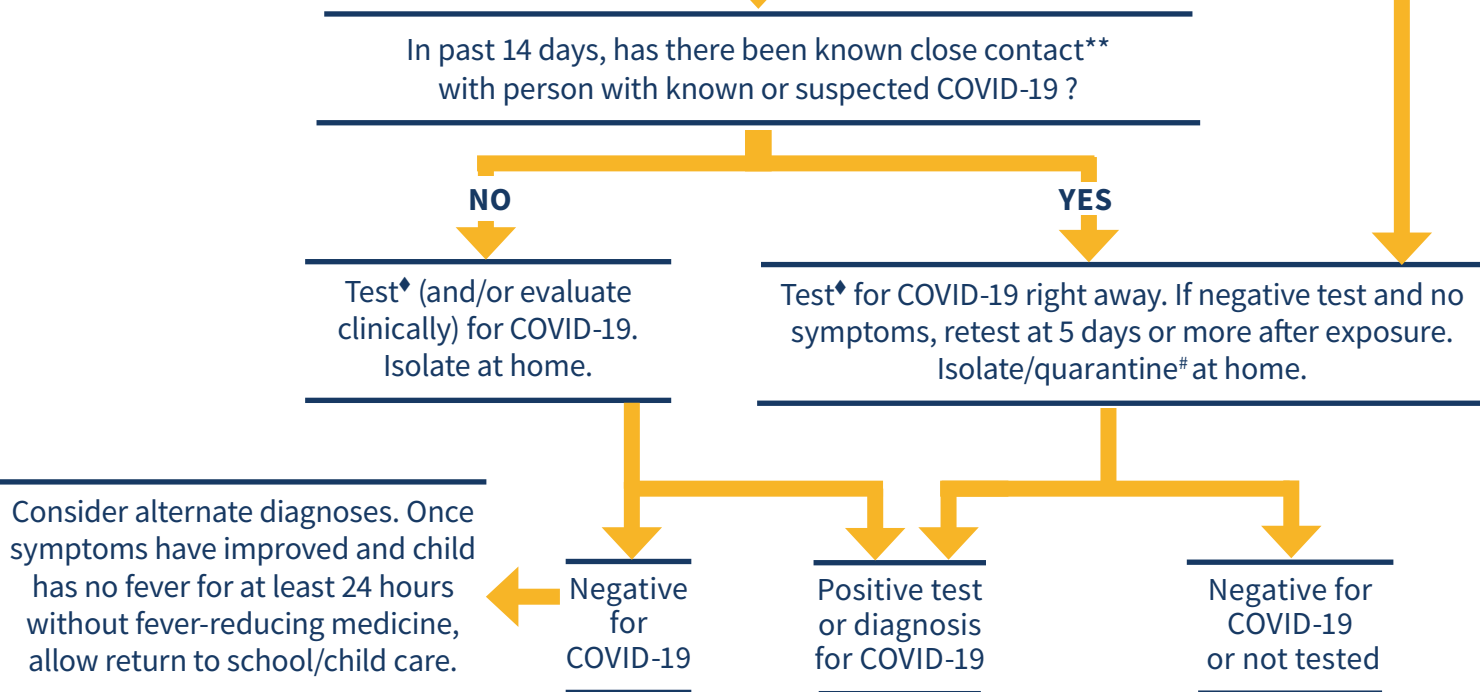 In past 14 days, has there been known close contact**
with person with known or suspected COVID-19 ?
NO
YES
Test♦ (and/or evaluate
clinically) for COVID-19.
Isolate at home.
Test♦ for COVID-19 right away. If negative test and no
symptoms, retest at 5 days or more after exposure.
Isolate/quarantine# at home.
Consider alternate diagnoses. Once
symptoms have improved and child
has no fever for at least 24 hours
without fever-reducing medicine,
allow return to school/child care.
Negative
for
COVID-19
Positive test
or diagnosis
for COVID-19
Negative for
COVID-19
or not tested